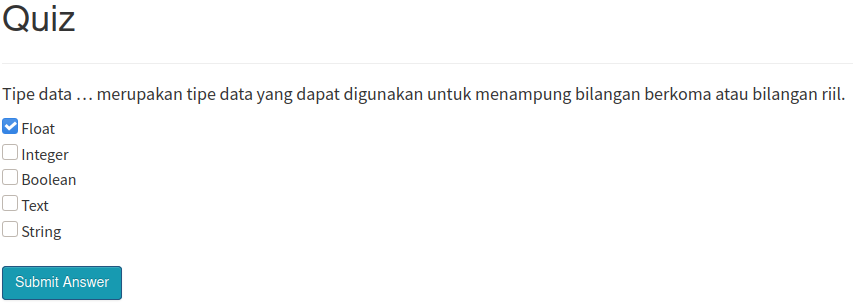 Quiz
Tipe data … merupakan tipe data yang dapat digunakan untuk menampung bilangan berkoma atau bilangan riil.
Float
Integer
Boolean
Text
String
Submit Answer